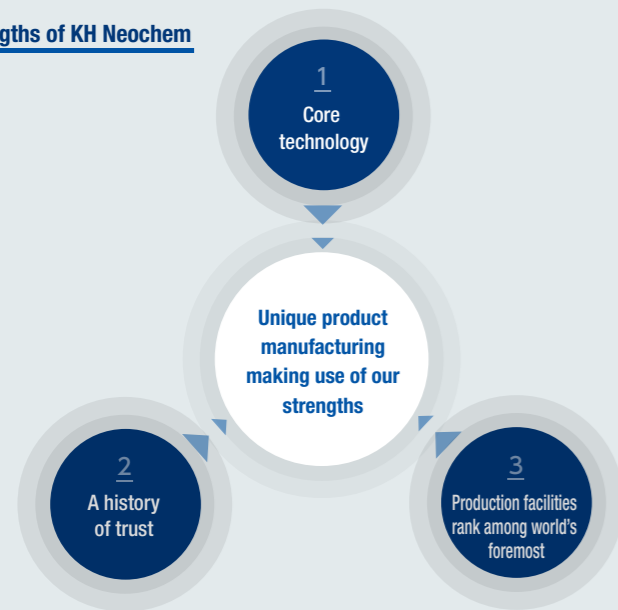 gths of KH Neochem
1
Core
technology
Unique product
manufacturing
making use of our
strengths
2
A history
of trust
3
Production facilities
rank among world's
foremost